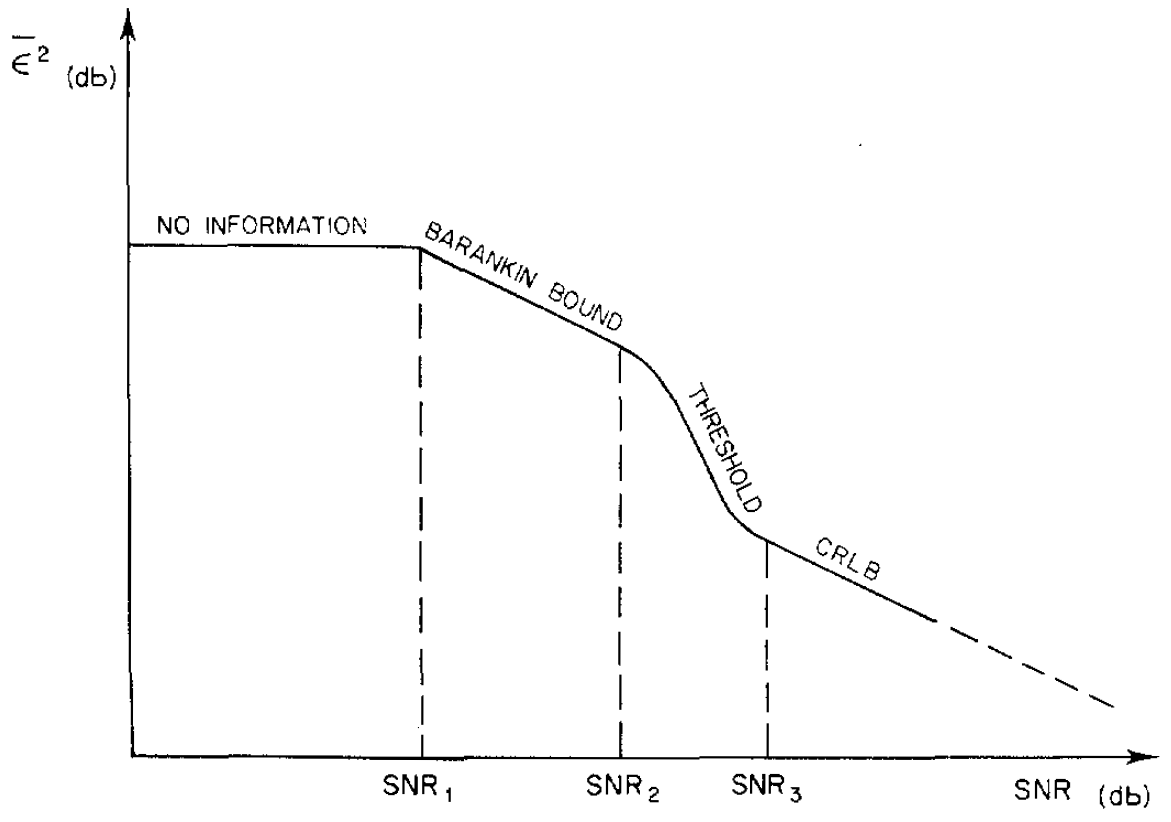 ϵ̅² (db)
NO INFORMATION
BARANKIN BOUND
THRESHOLD
CRLB
SNR₁ SNR₂ SNR₃ SNR (db)